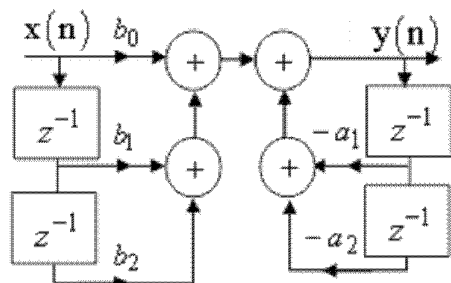 x(n) b₀ y(n)
+ +
z⁻¹ z⁻¹
b₁ -a₁
+ +
z⁻¹ z⁻¹
b₂ -a₂